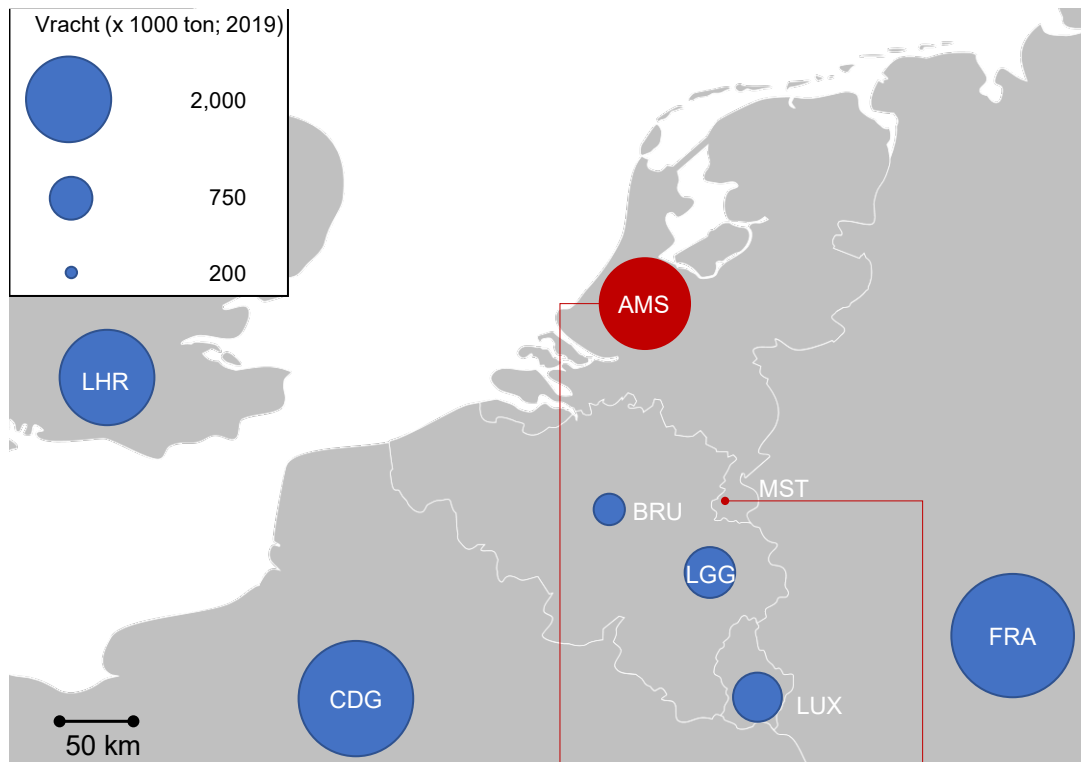 Vracht (x 1000 ton; 2019)
2,000
750
200
AMS
LHR
MST
BRU
LGG
FRA
CDG
LUX
50 km